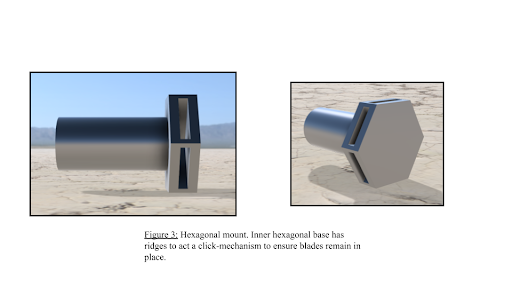 Figure 3: Hexagonal mount. Inner hexagonal base has
ridges to act a click-mechanism to ensure blades remain in
place.